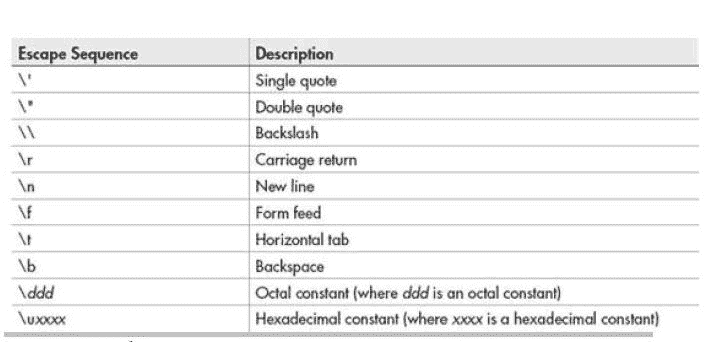 Escape Sequence Description
\' Single quote
\" Double quote
\\ Backslash
\r Carriage return
\n New line
\f Form feed
\t Horizontal tab
\b Backspace
\ddd Octal constant (where ddd is an octal constant)
\uxxxx Hexadecimal constant (where xxxx is a hexadecimal constant)